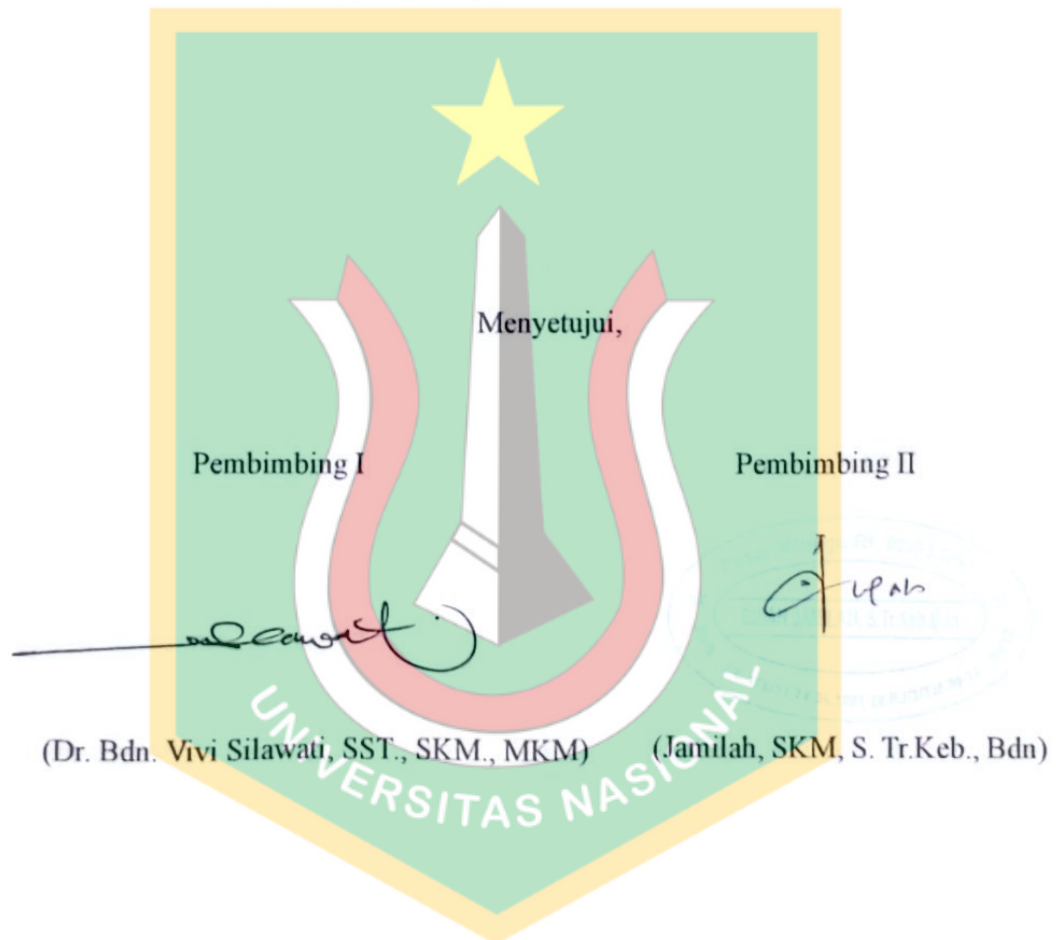 Menyetujui,
Pembimbing I
Pembimbing II
(Dr. Bdn. Vivi Silawati, SST., SKM., MKM)
(Jamilah, SKM, S. Tr.Keb., Bdn)
UNIVERSITAS NASIONAL